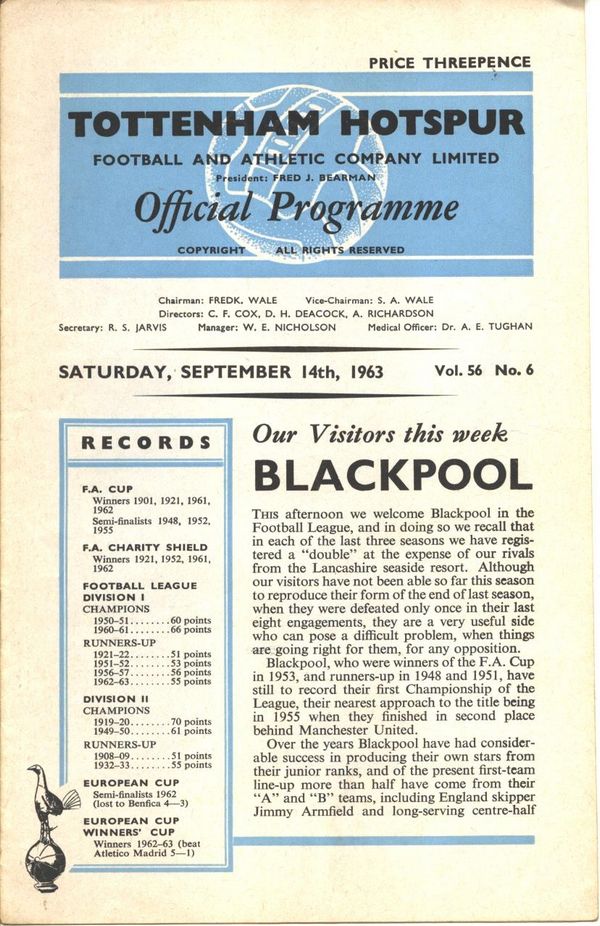 PRICE THREEPENCE
TOTTENHAM HOTSPUR
FOOTBALL AND ATHLETIC COMPANY LIMITED
President: FRED J. BEARMAN
Official Programme
COPYRIGHT ALL RIGHTS RESERVED
Chairman: FREDK. WALE Vice-Chairman: S. A. WALE
Directors: C. F. COX, D. H. DEACOCK, A. RICHARDSON
Secretary: R. S. JARVIS Manager: W. E. NICHOLSON Medical Officer: Dr. A. E. TUGHAN
SATURDAY, SEPTEMBER 14th, 1963 Vol. 56 No. 6
RECORDS
F.A. CUP
Winners 1901, 1921, 1961,
1962
Semi-finalists 1948, 1952,
1955
F.A. CHARITY SHIELD
Winners 1921, 1952, 1961,
1962
FOOTBALL LEAGUE
DIVISION I
CHAMPIONS
1950-51........60 points
1960-61........66 points
RUNNERS-UP
1921-22........51 points
1951-52........53 points
1956-57........56 points
1962-63........55 points
DIVISION II
CHAMPIONS
1919-20........70 points
1949-50........61 points
RUNNERS-UP
1908-09........51 points
1932-33........55 points
EUROPEAN CUP
Semi-finalists 1962
(lost to Benfica 4—3)
EUROPEAN CUP
WINNERS' CUP
Winners 1962-63 (beat
Atletico Madrid 5—1)
Our Visitors this week
BLACKPOOL
THIS afternoon we welcome Blackpool in the
Football League, and in doing so we recall that
in each of the last three seasons we have regis-
tered a "double" at the expense of our rivals
from the Lancashire seaside resort. Although
our visitors have not been able so far this season
to reproduce their form of the end of last season,
when they were defeated only once in their last
eight engagements, they are a very useful side
who can pose a difficult problem, when things
are going right for them, for any opposition.
Blackpool, who were winners of the F.A. Cup
in 1953, and runners-up in 1948 and 1951, have
still to record their first Championship of the
League, their nearest approach to the title being
in 1955 when they finished in second place
behind Manchester United.
Over the years Blackpool have had consider-
able success in producing their own stars from
their junior ranks, and of the present first-team
line-up more than half have come from their
"A" and "B" teams, including England skipper
Jimmy Armfield and long-serving centre-half